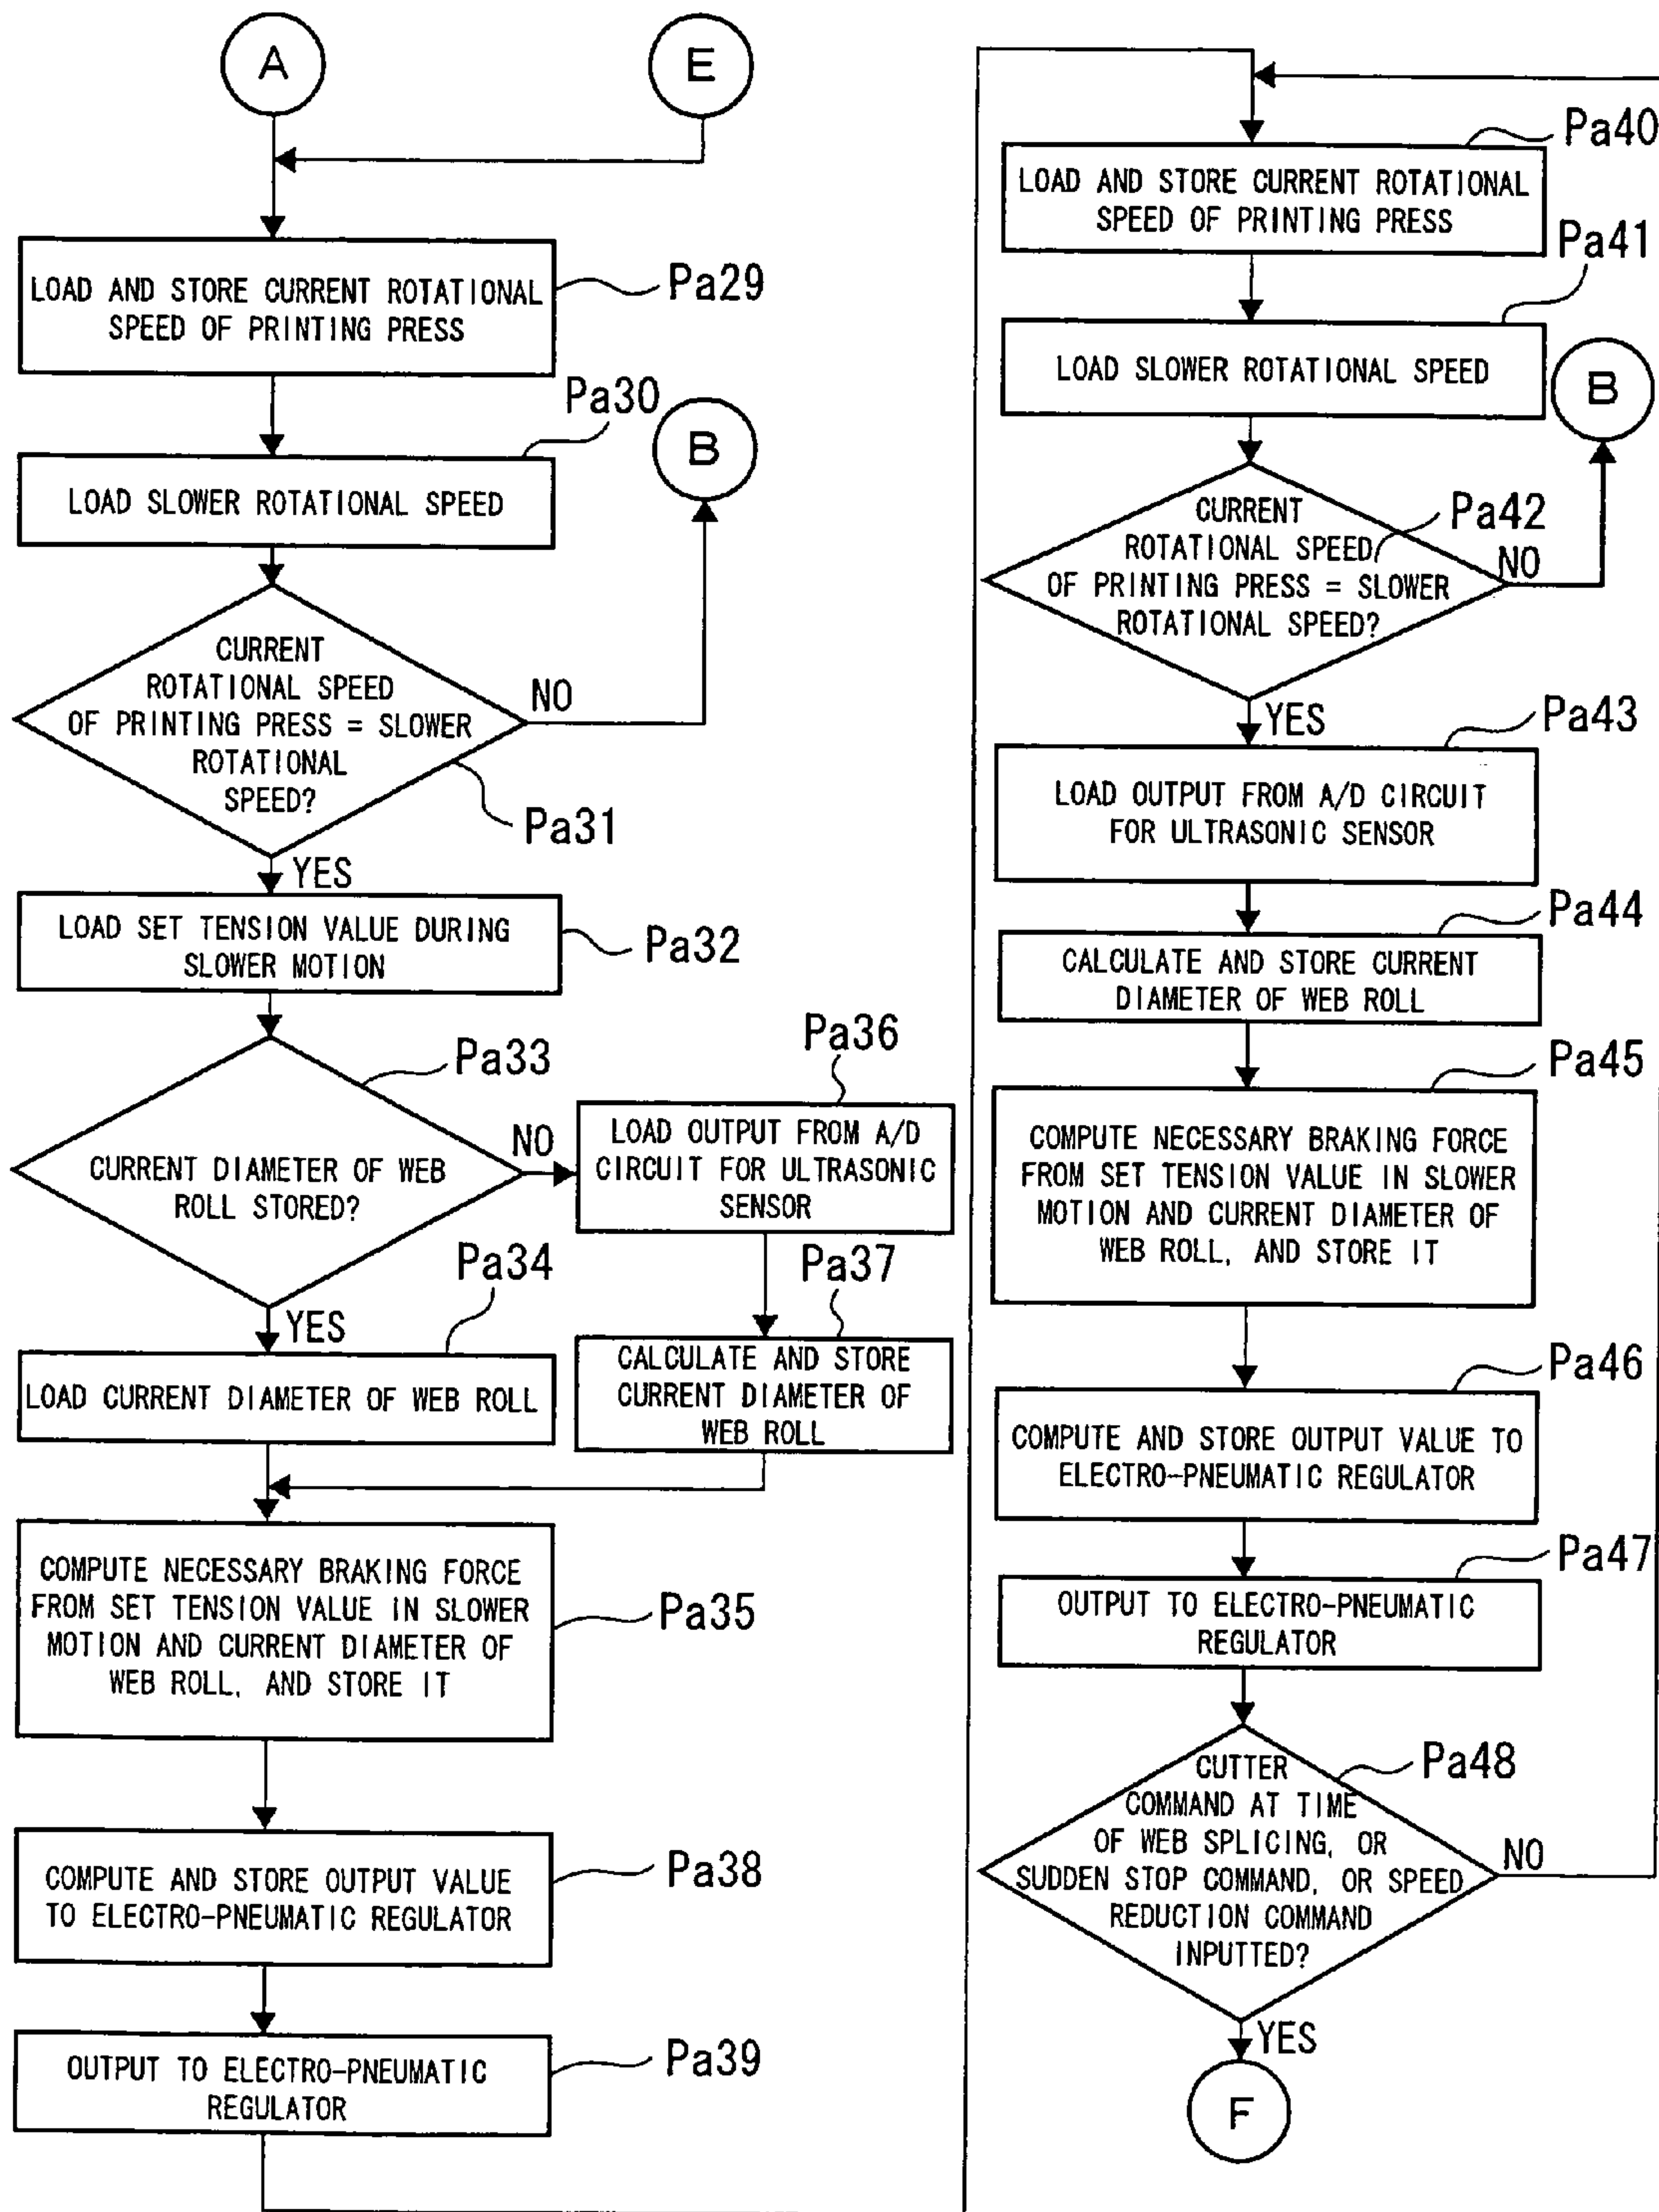 A
E
LOAD AND STORE CURRENT ROTATIONAL
SPEED OF PRINTING PRESS
Pa29
Pa30
LOAD SLOWER ROTATIONAL SPEED
B
CURRENT
ROTATIONAL SPEED
OF PRINTING PRESS = SLOWER
ROTATIONAL
SPEED?
NO
Pa31
YES
LOAD SET TENSION VALUE DURING
SLOWER MOTION
Pa32
Pa33
CURRENT DIAMETER OF WEB
ROLL STORED?
NO
Pa36
LOAD OUTPUT FROM A/D
CIRCUIT FOR ULTRASONIC
SENSOR
Pa34
YES
LOAD CURRENT DIAMETER OF WEB ROLL
Pa37
CALCULATE AND STORE
CURRENT DIAMETER OF
WEB ROLL
COMPUTE NECESSARY BRAKING FORCE
FROM SET TENSION VALUE IN SLOWER
MOTION AND CURRENT DIAMETER OF
WEB ROLL, AND STORE IT
Pa35
COMPUTE AND STORE OUTPUT VALUE
TO ELECTRO-PNEUMATIC REGULATOR
Pa38
OUTPUT TO ELECTRO-PNEUMATIC
REGULATOR
Pa39
Pa40
LOAD AND STORE CURRENT ROTATIONAL
SPEED OF PRINTING PRESS
Pa41
LOAD SLOWER ROTATIONAL SPEED
B
CURRENT
ROTATIONAL SPEED
OF PRINTING PRESS = SLOWER
ROTATIONAL SPEED?
Pa42
NO
YES
Pa43
LOAD OUTPUT FROM A/D CIRCUIT
FOR ULTRASONIC SENSOR
Pa44
CALCULATE AND STORE CURRENT
DIAMETER OF WEB ROLL
Pa45
COMPUTE NECESSARY BRAKING FORCE
FROM SET TENSION VALUE IN SLOWER
MOTION AND CURRENT DIAMETER OF
WEB ROLL, AND STORE IT
Pa46
COMPUTE AND STORE OUTPUT VALUE TO
ELECTRO-PNEUMATIC REGULATOR
Pa47
OUTPUT TO ELECTRO-PNEUMATIC
REGULATOR
Pa48
CUTTER
COMMAND AT TIME
OF WEB SPLICING, OR
SUDDEN STOP COMMAND, OR SPEED
REDUCTION COMMAND
INPUTTED?
NO
YES
F